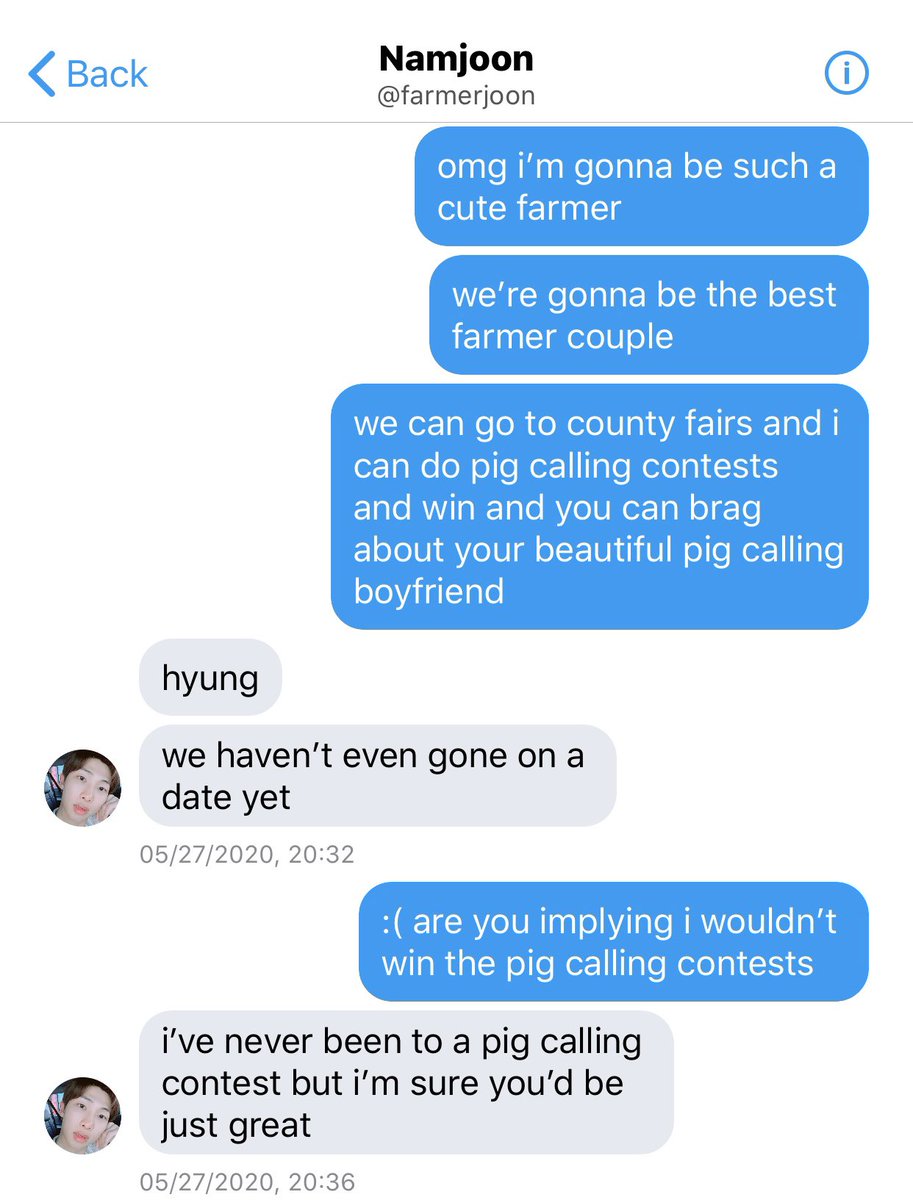 Back
Namjoon
@farmerjoon
omg i’m gonna be such a
cute farmer
we’re gonna be the best
farmer couple
we can go to county fairs and i
can do pig calling contests
and win and you can brag
about your beautiful pig calling
boyfriend
hyung
we haven’t even gone on a
date yet
05/27/2020, 20:32
:( are you implying i wouldn’t
win the pig calling contests
i’ve never been to a pig calling
contest but i’m sure you’d be
just great
05/27/2020, 20:36